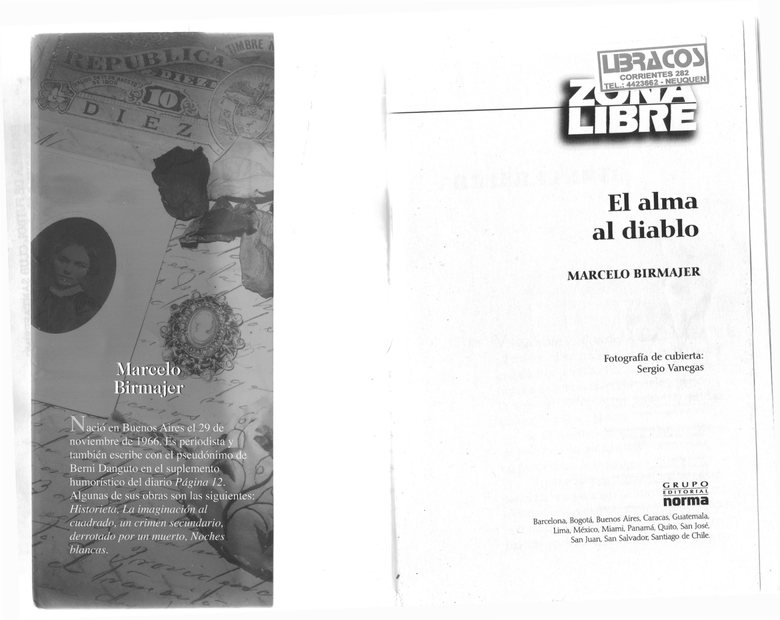 REPUBLICA
TIMBRE
DIEZ
10
DIEZ
Marcelo
Birmajer
Nació en Buenos Aires el 29 de
noviembre de 1966. Es periodista y
también escribe con el pseudónimo de
Berni Danguto en el suplemento
humorístico del diario Página 12.
Algunas de sus obras son las siguientes:
Historieta, La imaginación al
cuadrado, un crimen secundario,
derrotado por un muerto, Noches
blancas.
LIBRACOS
CORRIENTES 282
TEL.: 4423662 - NEUQUEN
ZONA
LIBRE
El alma
al diablo
MARCELO BIRMAJER
Fotografía de cubierta:
Sergio Vanegas
GRUPO
EDITORIAL
norma
Barcelona, Bogotá, Buenos Aires, Caracas, Guatemala,
Lima, México, Miami, Panamá, Quito, San José,
San Juan, San Salvador, Santiago de Chile.